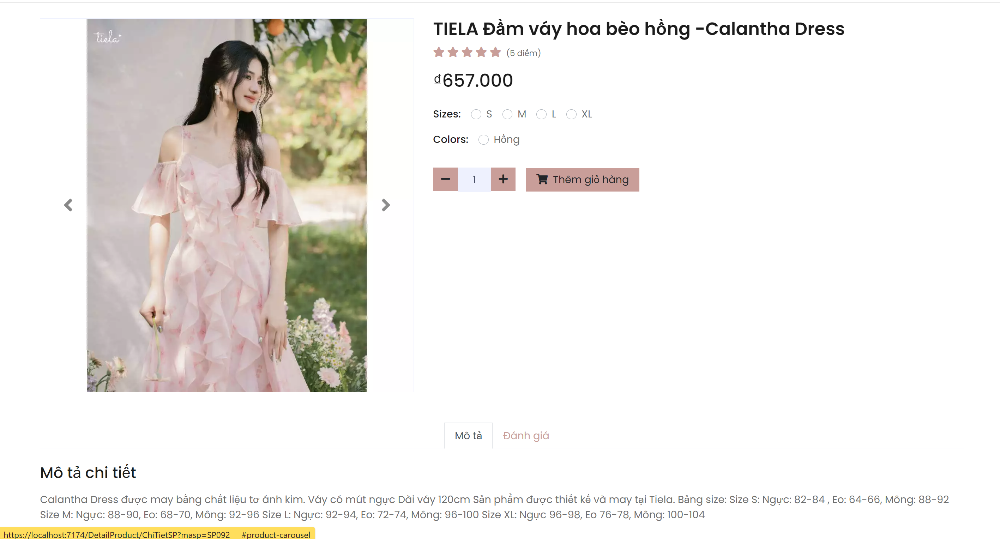 tiela
TIELA Đầm váy hoa bèo hồng -Calantha Dress
(5 điểm)
₫657.000
Sizes: S M L XL
Colors: Hồng
1
Thêm giỏ hàng
Mô tả
Đánh giá
Mô tả chi tiết
Calantha Dress được may bằng chất liệu tơ ánh kim. Váy có mút ngực Dài váy 120cm Sản phẩm được thiết kế và may tại Tiela. Bảng size: Size S: Ngực: 82-84 , Eo: 64-66, Mông: 88-92
Size M: Ngực: 88-90, Eo: 68-70, Mông: 92-96 Size L: Ngực: 92-94, Eo: 72-74, Mông: 96-100 Size XL: Ngực 96-98, Eo 76-78, Mông: 100-104
https://localhost:7174/DetailProduct/ChiTietSP?masp=SP092 #product-carousel